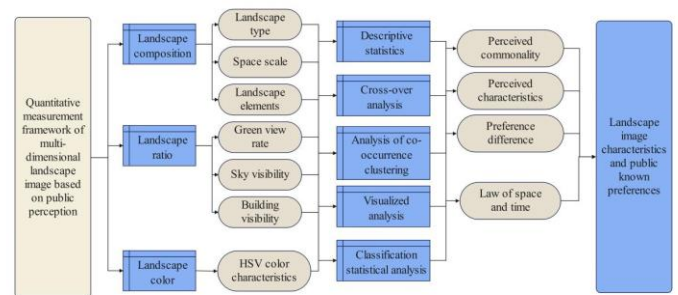 Quantitative
measurement
framework of
multi-
dimensional
landscape
image based
on public
perception
Landscape
composition
Landscape
ratio
Landscape
color
Landscape
type
Space scale
Landscape
elements
Green view
rate
Sky visibility
Building
visibility
HSV color
characteristics
Descriptive
statistics
Cross-over
analysis
Analysis of co-
occurrence
clustering
Visualized
analysis
Classification
statistical analysis
Perceived
commonality
Perceived
characteristics
Preference
difference
Law of space
and time
Landscape
image
characteristics
and public
known
preferences